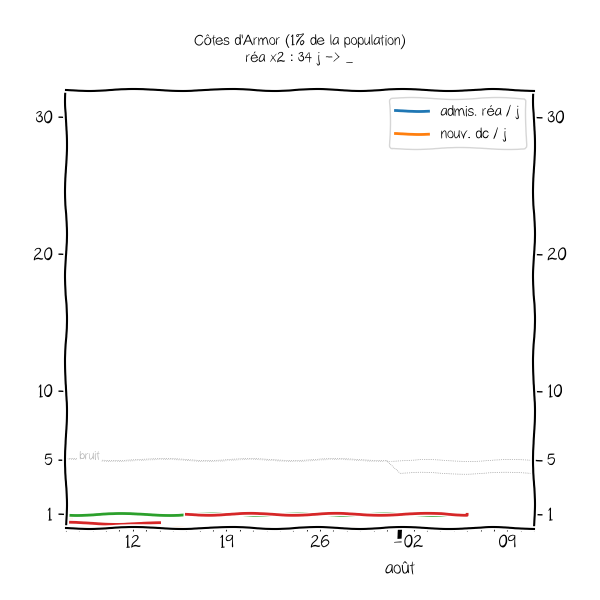 Côtes d'Armor (1% de la population)
réa x2 : 34 j -> _
admis. réa / j
nouv. dc / j
30
30
20
20
10
10
bruit
5
5
1
1
12
19
26
02
09
août